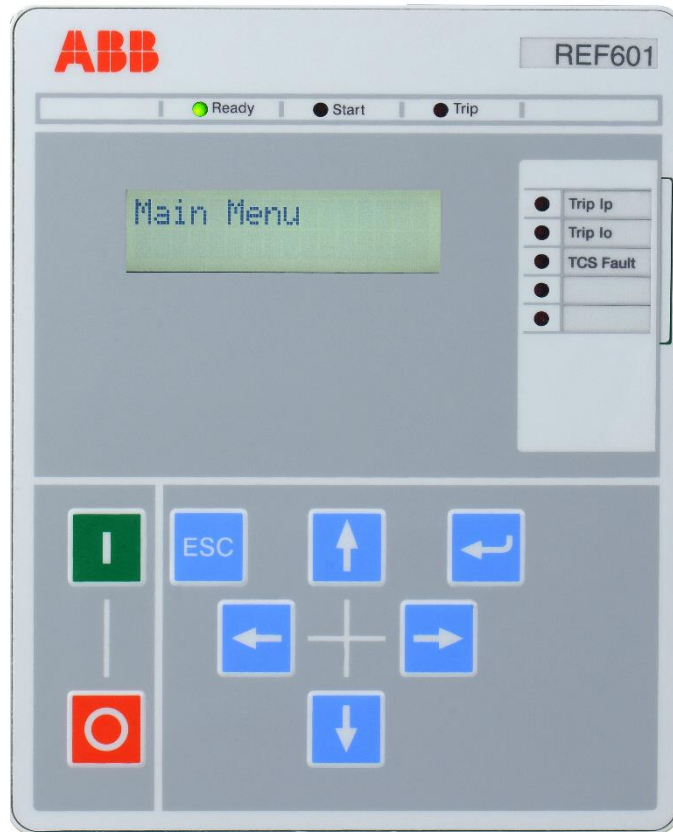 ABB
REF601
Ready
Start
Trip
Main Menu
Trip Ip
Trip Io
TCS Fault
I
ESC
O